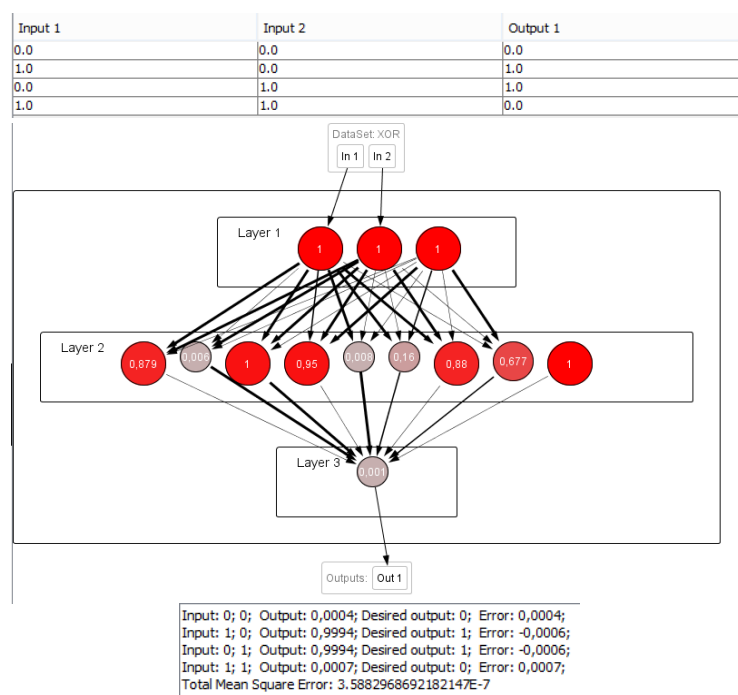 Input 1 Input 2 Output 1
0.0 0.0 0.0
1.0 0.0 1.0
0.0 1.0 1.0
1.0 1.0 0.0
DataSet: XOR
In 1 In 2
Layer 1
1 1 1
Layer 2
0,879 0,006 1 0,95 0,008 0,16 0,88 0,677 1
Layer 3
0,001
Outputs: Out 1
Input: 0; 0; Output: 0,0004; Desired output: 0; Error: 0,0004;
Input: 1; 0; Output: 0,9994; Desired output: 1; Error: -0,0006;
Input: 0; 1; Output: 0,9994; Desired output: 1; Error: -0,0006;
Input: 1; 1; Output: 0,0007; Desired output: 0; Error: 0,0007;
Total Mean Square Error: 3.5882968692182147E-7